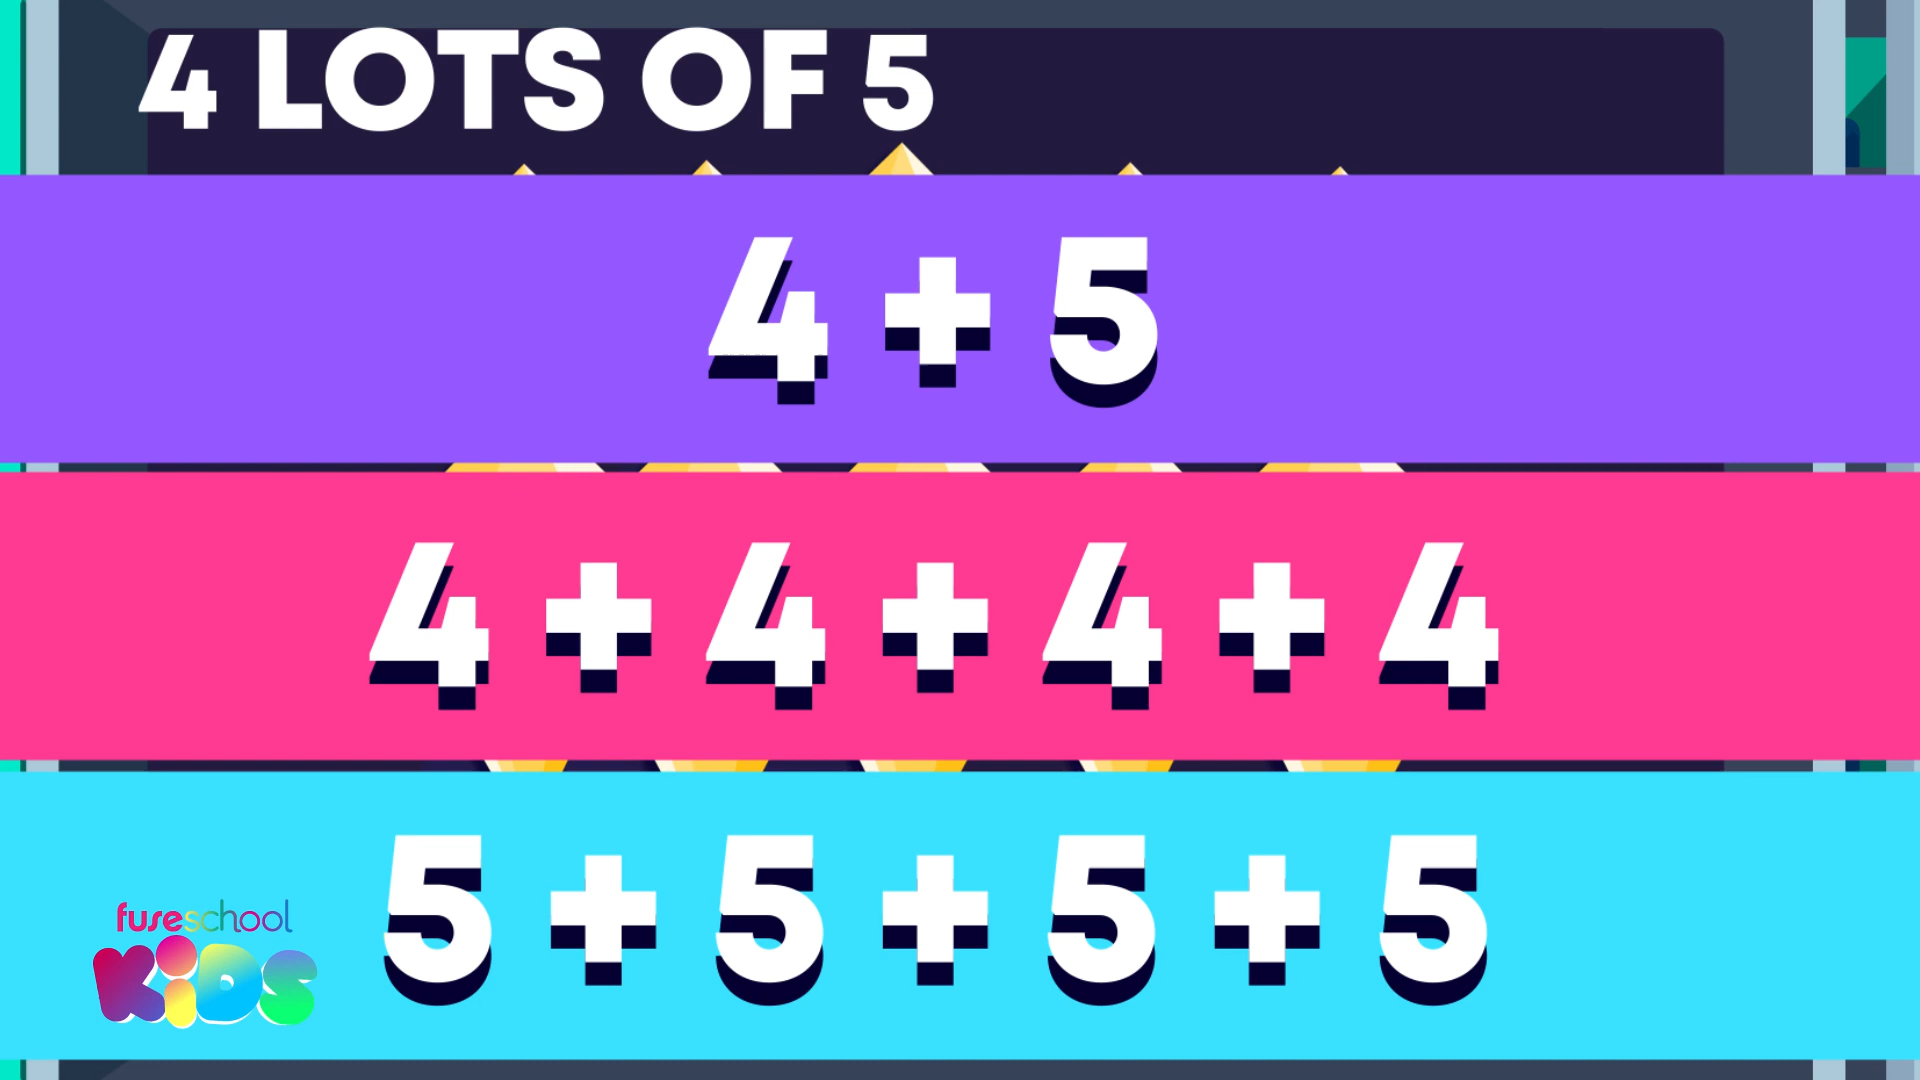 4 LOTS OF 5
4 + 5
4 + 4 + 4 + 4
5 + 5 + 5 + 5
fuseschool
KiDS